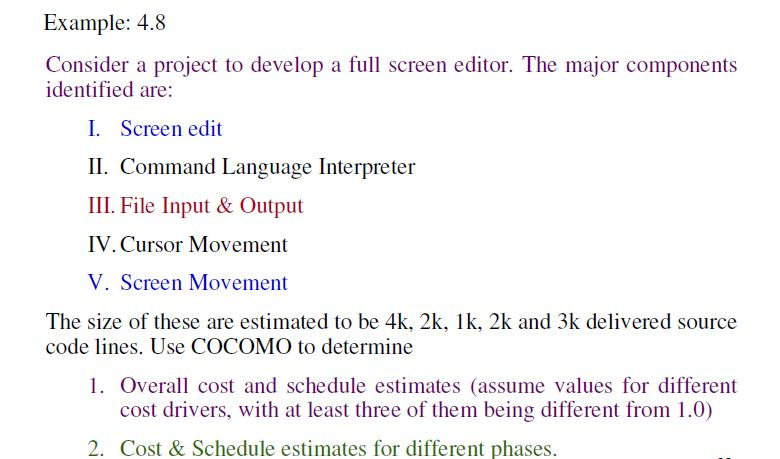 Example: 4.8
Consider a project to develop a full screen editor. The major components
identified are:
I. Screen edit
II. Command Language Interpreter
III. File Input & Output
IV. Cursor Movement
V. Screen Movement
The size of these are estimated to be 4k, 2k, 1k, 2k and 3k delivered source
code lines. Use COCOMO to determine
1. Overall cost and schedule estimates (assume values for different
cost drivers, with at least three of them being different from 1.0)
2. Cost & Schedule estimates for different phases.